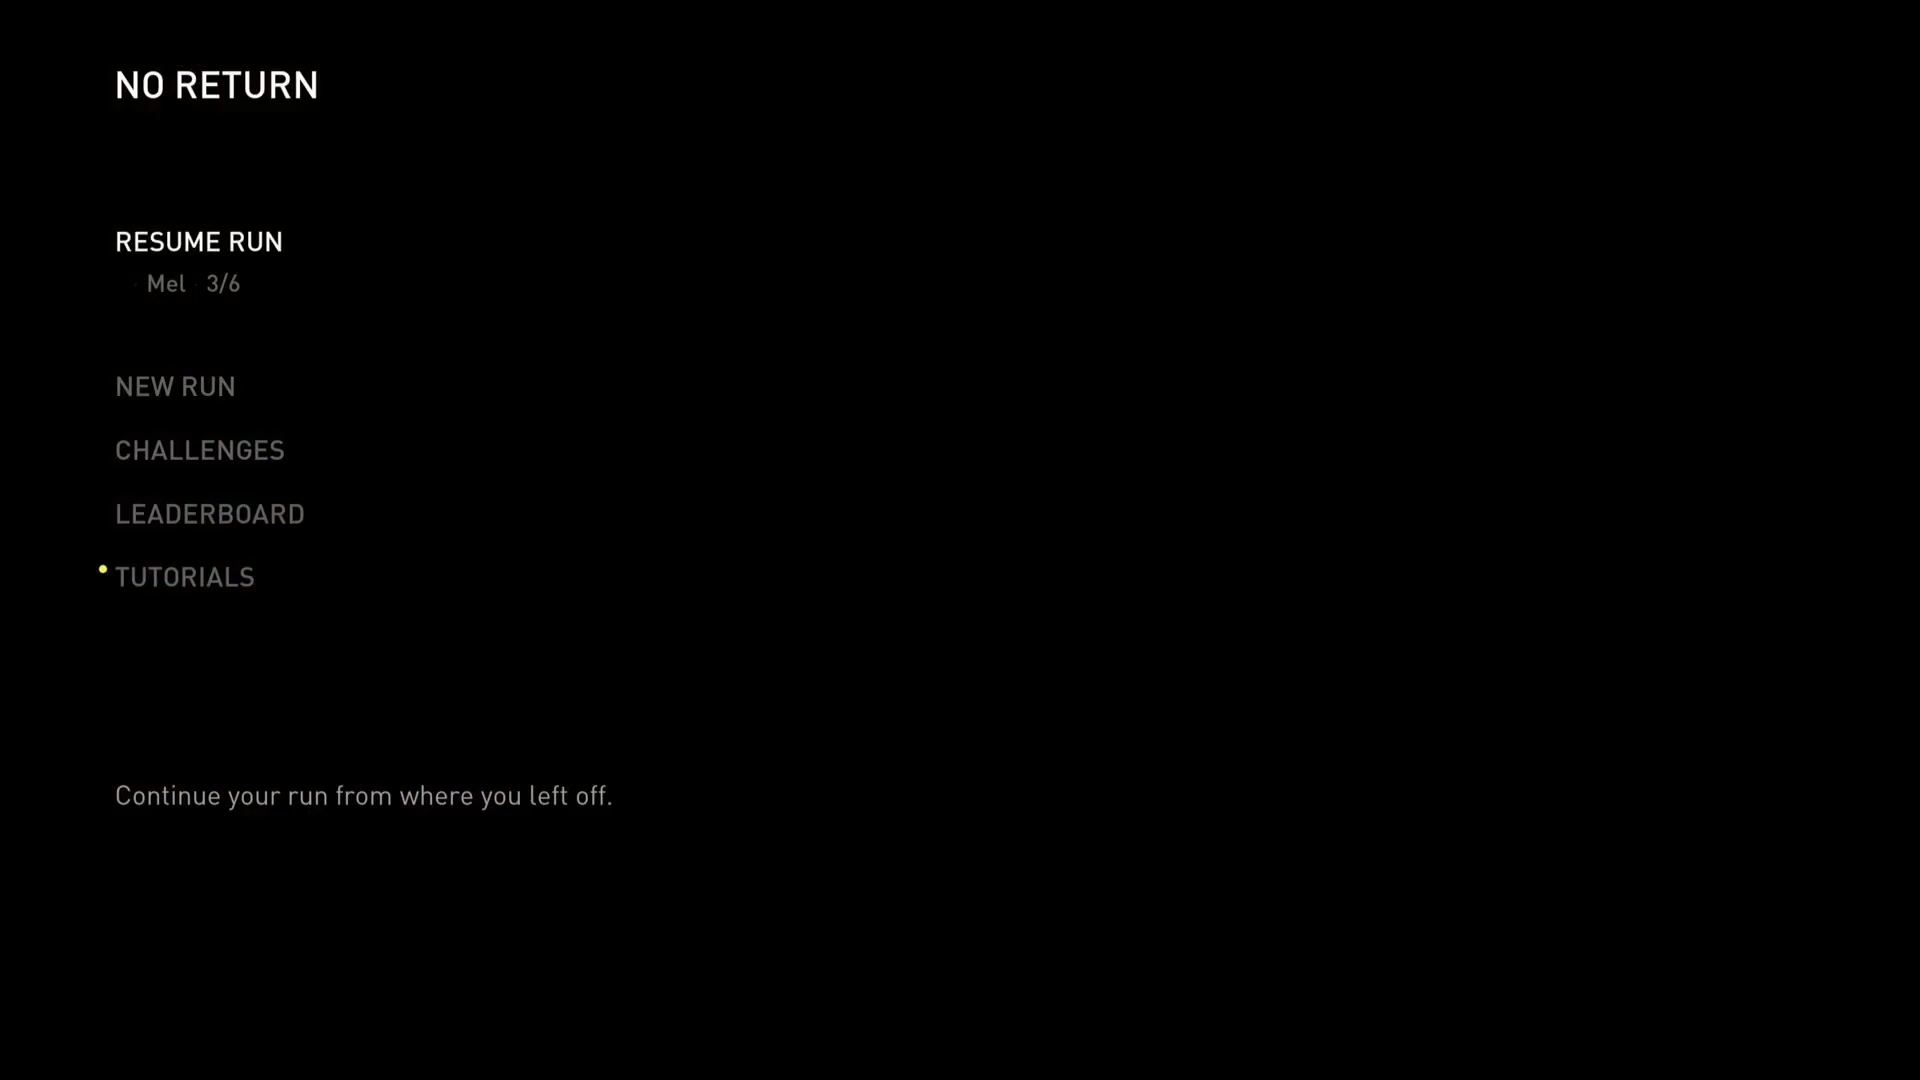 NO RETURN
RESUME RUN
· Mel · 3/6
NEW RUN
CHALLENGES
LEADERBOARD
TUTORIALS
Continue your run from where you left off.